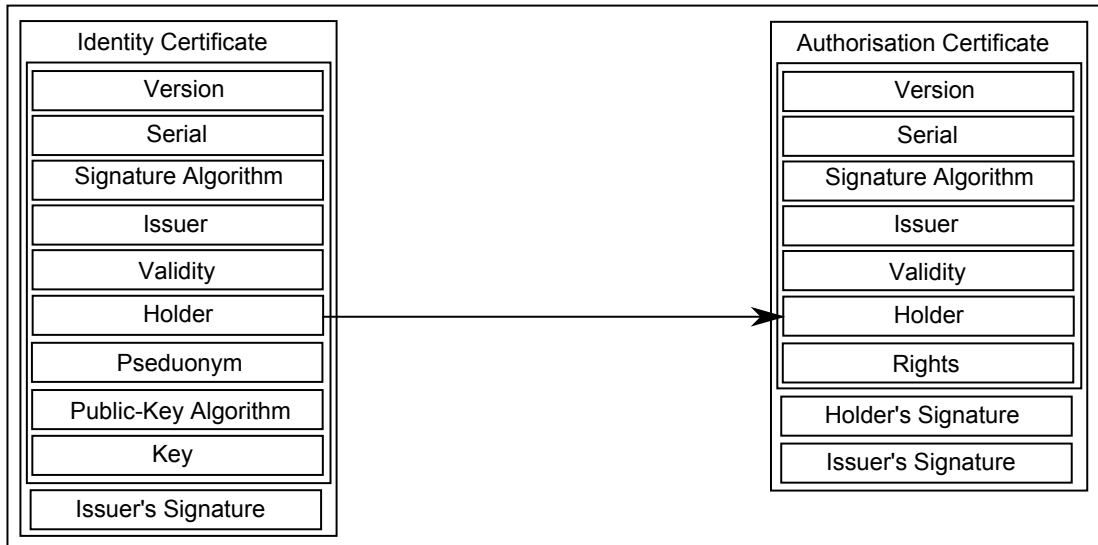 Identity Certificate
Version
Serial
Signature Algorithm
Issuer
Validity
Holder
Pseduonym
Public-Key Algorithm
Key
Issuer's Signature
Authorisation Certificate
Version
Serial
Signature Algorithm
Issuer
Validity
Holder
Rights
Holder's Signature
Issuer's Signature